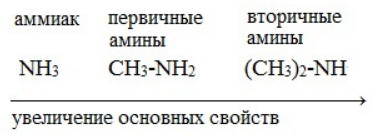 аммиак первичные амины вторичные амины
NH3 CH3-NH2 (CH3)2-NH
увеличение основных свойств